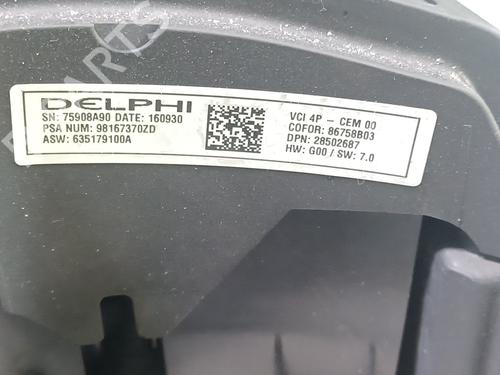 DELPHI
SN: 75908A90 DATE: 160930
PSA NUM: 98167370ZD
ASW: 635179100A
VCI 4P - CEM 00
COFOR: 86758B03
DPN: 28502687
HW: G00 / SW: 7.0